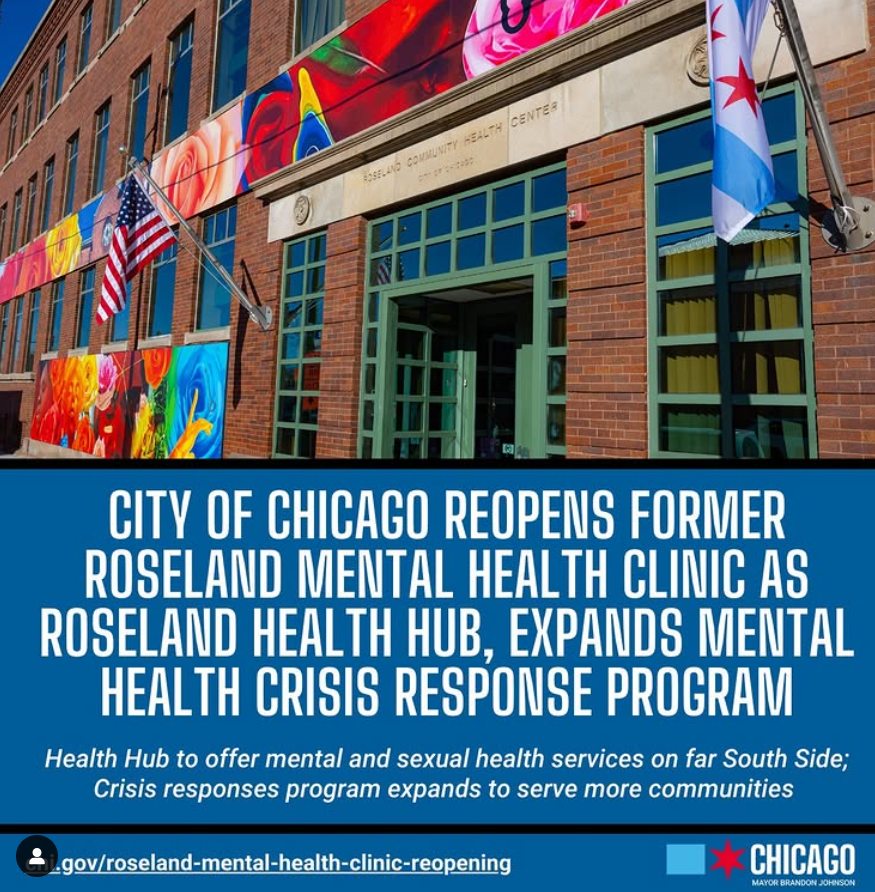 ROSELAND COMMUNITY HEALTH CENTER
CITY OF CHICAGO
CITY OF CHICAGO REOPENS FORMER
ROSELAND MENTAL HEALTH CLINIC AS
ROSELAND HEALTH HUB, EXPANDS MENTAL
HEALTH CRISIS RESPONSE PROGRAM
Health Hub to offer mental and sexual health services on far South Side;
Crisis responses program expands to serve more communities
.gov/roseland-mental-health-clinic-reopening
CHICAGO
MAYOR BRANDON JOHNSON